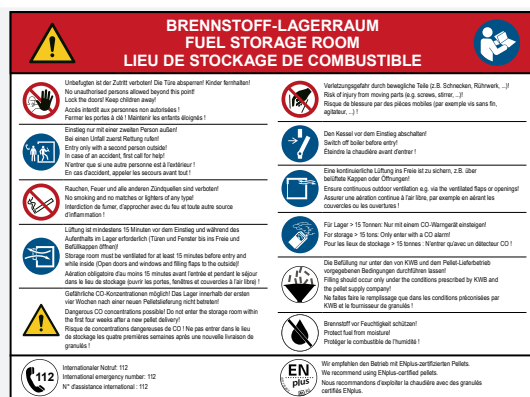 BRENNSTOFF-LAGERRAUM
FUEL STORAGE ROOM
LIEU DE STOCKAGE DE COMBUSTIBLE
Unbefugten ist der Zutritt verboten! Die Türe absperren! Kinder fernhalten!
No unauthorised persons allowed beyond this point!
Lock the doors! Keep children away!
Accès interdit aux personnes non autorisées !
Fermer les portes à clé ! Maintenir les enfants éloignés !
Einstieg nur mit einer zweiten Person außen!
Bei einem Unfall zuerst Rettung rufen!
Entry only with a second person outside!
In case of an accident, first call for help!
N'entrer que si une autre personne est à l'extérieur !
En cas d'accident, appeler les secours avant tout !
Rauchen, Feuer und alle anderen Zündquellen sind verboten!
No smoking and no matches or lighters of any type!
Interdiction de fumer, d'approcher avec du feu et toute autre source
d'inflammation !
Lüftung ist mindestens 15 Minuten vor dem Einstieg und während des
Aufenthalts im Lager erforderlich (Türen und Fenster bis ins Freie und
Befüllkappen öffnen)!
Storage room must be ventilated for at least 15 minutes before entry and
while inside (Open doors and windows and filling flaps to the outside)!
Aération obligatoire d'au moins 15 minutes avant l'entrée et pendant le séjour
dans le lieu de stockage (ouvrir les portes, fenêtres et couvercles à l'air libre) !
Gefährliche CO-Konzentrationen möglich! Das Lager innerhalb der ersten
vier Wochen nach einer neuen Pelletslieferung nicht betreten!
Dangerous CO concentrations possible! Do not enter the storage room within
the first four weeks after a new pellet delivery!
Risque de concentrations dangereuses de CO ! Ne pas entrer dans le lieu
de stockage les quatre premières semaines après une nouvelle livraison de
granulés !
112
Internationaler Notruf: 112
International emergency number: 112
N° d'assistance international : 112
Verletzungsgefahr durch bewegliche Teile (z.B. Schnecken, Rührwerk, ...)!
Risk of injury from moving parts (e.g. screws, stirrer, ...)!
Risque de blessure par des pièces mobiles (par exemple vis sans fin,
agitateur, ...) !
Den Kessel vor dem Einstieg abschalten!
Switch off boiler before entry!
Éteindre la chaudière avant d'entrer !
Eine kontinuierliche Lüftung ins Freie ist zu sichern, z.B. über
belüftete Kappen oder Öffnungen!
Ensure continuous outdoor ventilation e.g. via the ventilated flaps or openings!
Assurer une aération continue à l'air libre, par exemple en aérant les
couvercles ou les ouvertures !
Für Lager > 15 Tonnen: Nur mit einem CO-Warngerät einsteigen!
For storage > 15 tons: Only enter with a CO alarm!
Pour les lieux de stockage > 15 tonnes : N'entrer qu'avec un détecteur CO !
Die Befüllung nur unter den von KWB und dem Pellet-Lieferbetrieb
vorgegebenen Bedingungen durchführen lassen!
Filling should occur only under the conditions prescribed by KWB and
the pellet supply company!
Ne faites faire le remplissage que dans les conditions préconisées par
KWB et le fournisseur de granulés !
Brennstoff vor Feuchtigkeit schützen!
Protect fuel from moisture!
Protéger le combustible de l'humidité !
EN
plus
Wir empfehlen den Betrieb mit ENplus-zertifizierten Pellets.
We recommend using ENplus-certified pellets.
Nous recommandons d'exploiter la chaudière avec des granulés
certifiés ENplus.